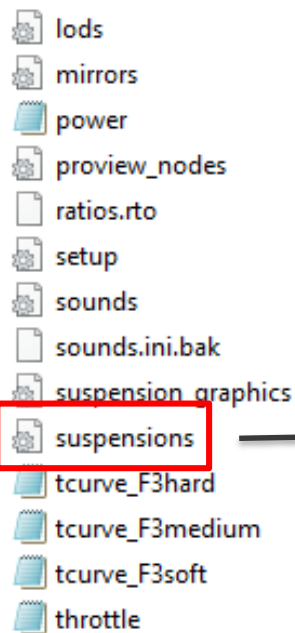 lods
mirrors
power
proview_nodes
ratios.rto
setup
sounds
sounds.ini.bak
suspension_graphics
suspensions
tcurve_F3hard
tcurve_F3medium
tcurve_F3soft
throttle